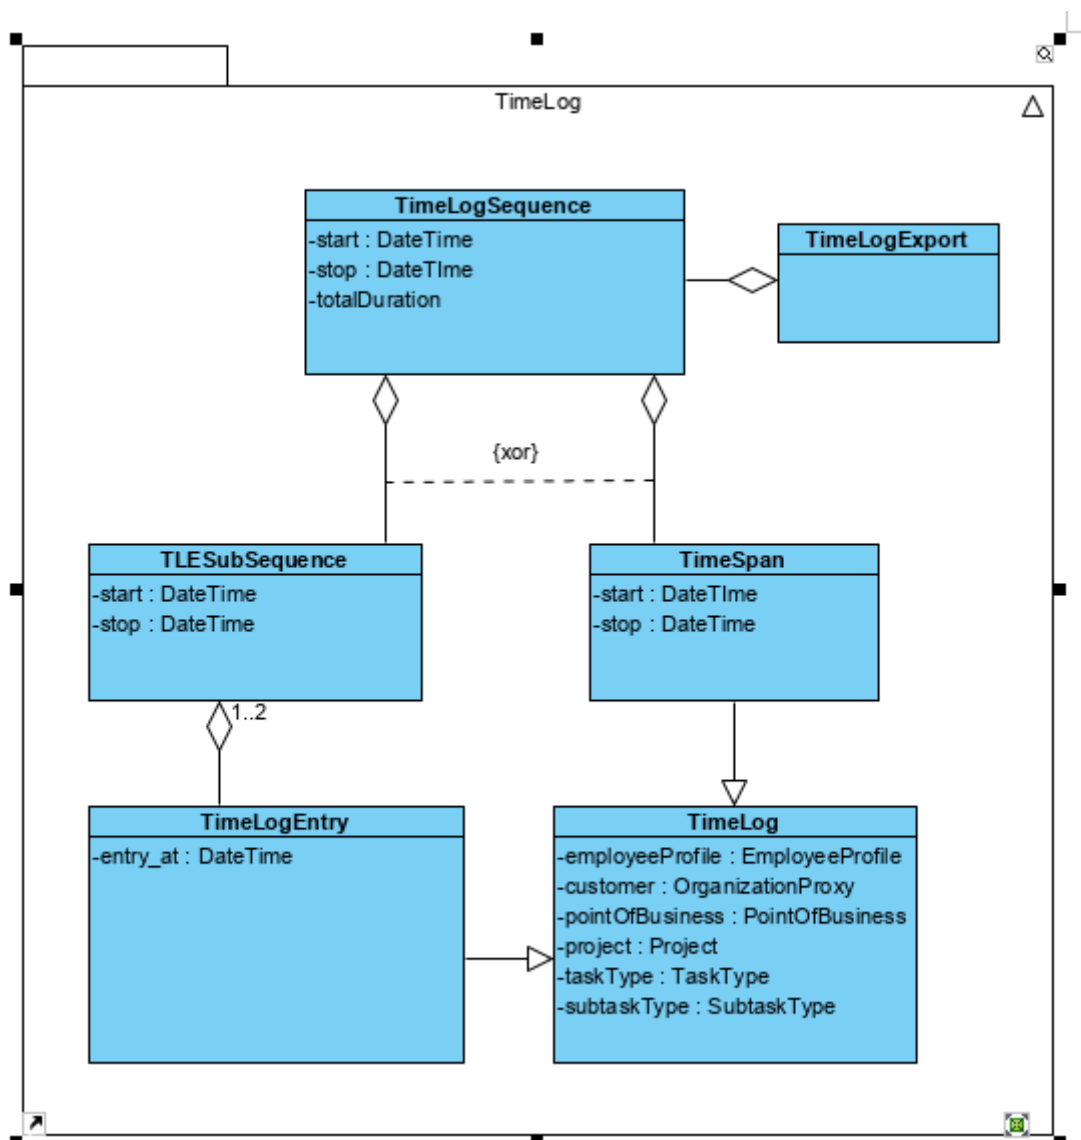 TimeLog
TimeLogSequence
-start : DateTime
-stop : DateTIme
-totalDuration
TimeLogExport
{xor}
TLESubSequence
-start : DateTime
-stop : DateTime
TimeSpan
-start : DateTIme
-stop : DateTime
1..2
TimeLogEntry
-entry_at : DateTime
TimeLog
-employeeProfile : EmployeeProfile
-customer : OrganizationProxy
-pointOfBusiness : PointOfBusiness
-project : Project
-taskType : TaskType
-subtaskType : SubtaskType